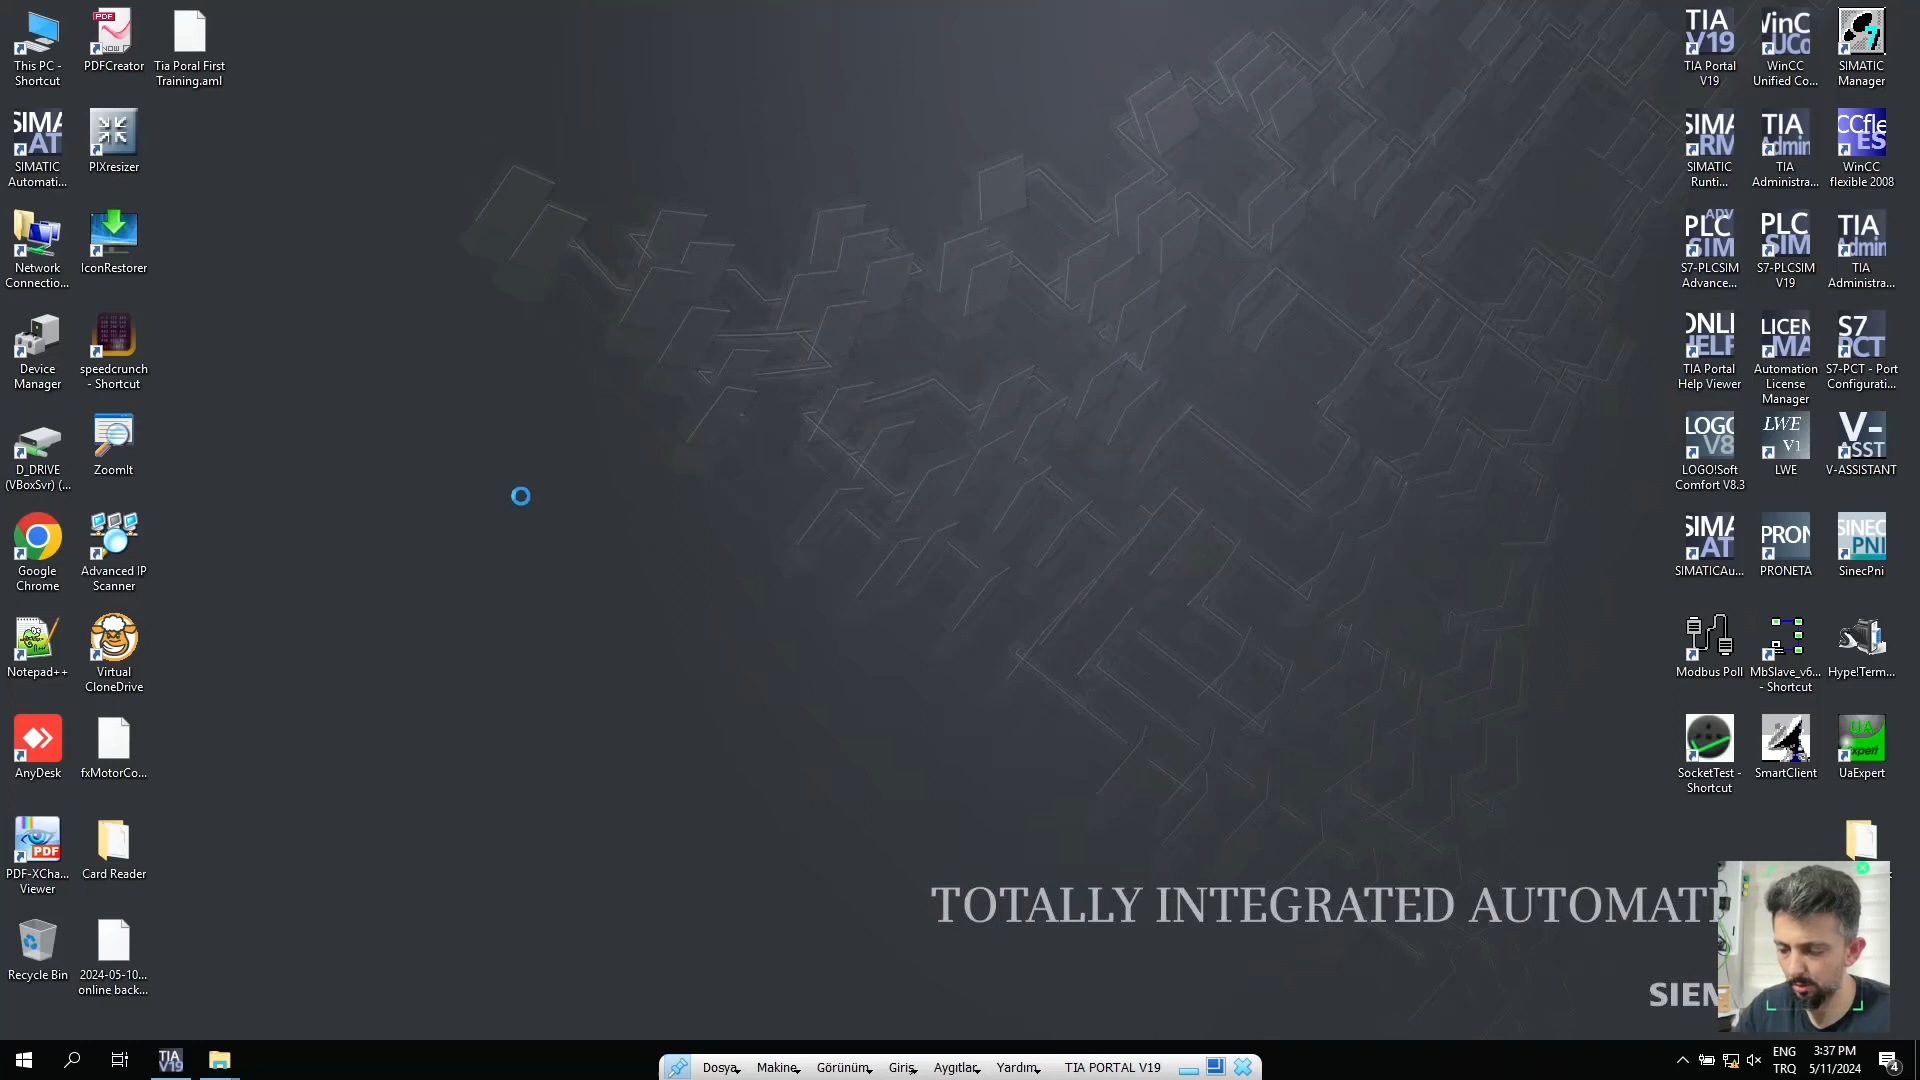 This PC -
Shortcut
PDFCreator
Tia Poral First
Training.aml
SIMATIC
Automati...
PIXresizer
Network
Connectio...
IconRestorer
Device
Manager
speedcrunch
- Shortcut
D_DRIVE
(VBoxSvr) (...
ZoomIt
Google
Chrome
Advanced IP
Scanner
Notepad++
Virtual
CloneDrive
AnyDesk
fxMotorCo...
PDF-XCha...
Viewer
Card Reader
Recycle Bin
2024-05-10...
online back...
TIA Portal
V19
WinCC
Unified Co...
SIMATIC
Manager
SIMATIC
Runti...
TIA
Administra...
WinCC
flexible 2008
S7-PLCSIM
Advance...
S7-PLCSIM
V19
TIA
Administra...
TIA Portal
Help Viewer
Automation
License
Manager
S7-PCT - Port
Configurati...
LOGO!Soft
Comfort V8.3
LWE
V-ASSISTANT
SIMATICAu...
PRONETA
SinecPni
Modbus Poll
MbSlave_v6...
- Shortcut
Hype!Term...
SocketTest -
Shortcut
SmartClient
UaExpert
TOTALLY INTEGRATED AUTOMATI
SIEM
TIA
V19
Dosya Makine Görünüm Giriş Aygıtlar Yardım TIA PORTAL V19
ENG
TRQ
3:37 PM
5/11/2024
4